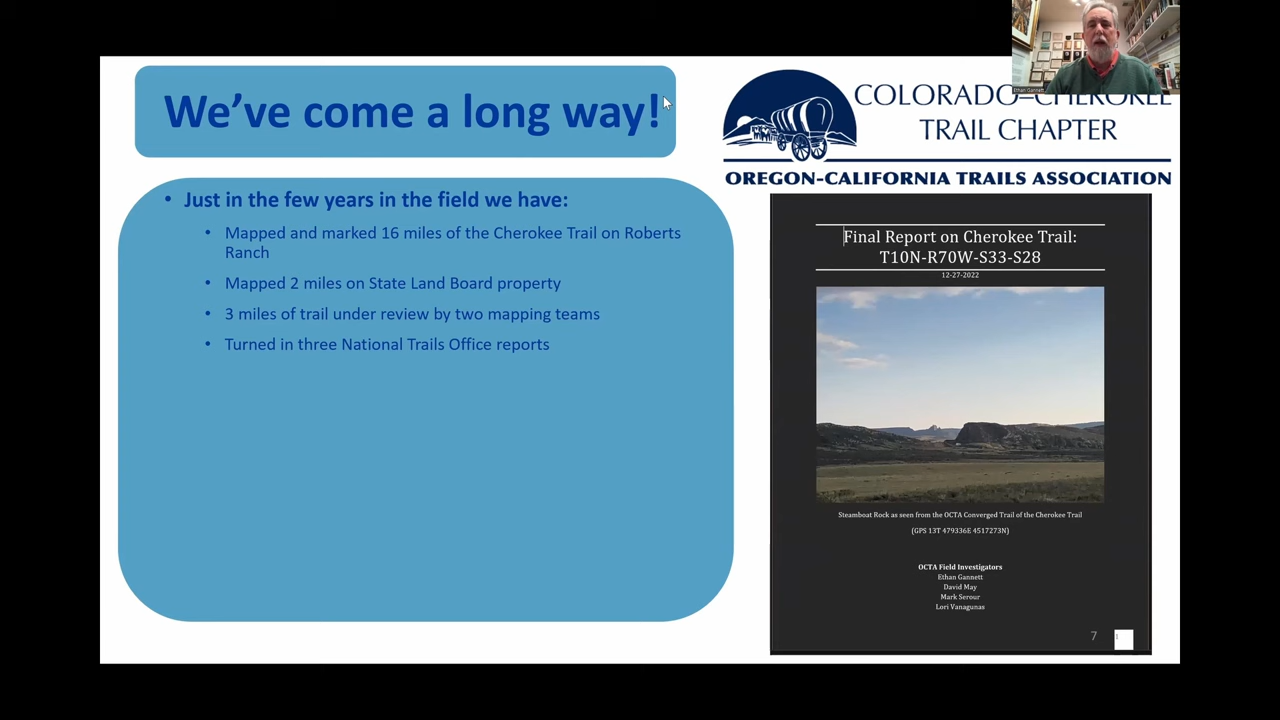 We've come a long way!
• Just in the few years in the field we have:
• Mapped and marked 16 miles of the Cherokee Trail on Roberts
Ranch
• Mapped 2 miles on State Land Board property
• 3 miles of trail under review by two mapping teams
• Turned in three National Trails Office reports
Ethan Gannett
COLORADO–CHEROKEE
TRAIL CHAPTER
OREGON-CALIFORNIA TRAILS ASSOCIATION
Final Report on Cherokee Trail:
T10N-R70W-S33-S28
12-27-2022
Steamboat Rock as seen from the OCTA Converged Trail of the Cherokee Trail
(GPS 13T 479336E 4517273N)
OCTA Field Investigators
Ethan Gannett
David May
Mark Serour
Lori Vanagunas
7
1